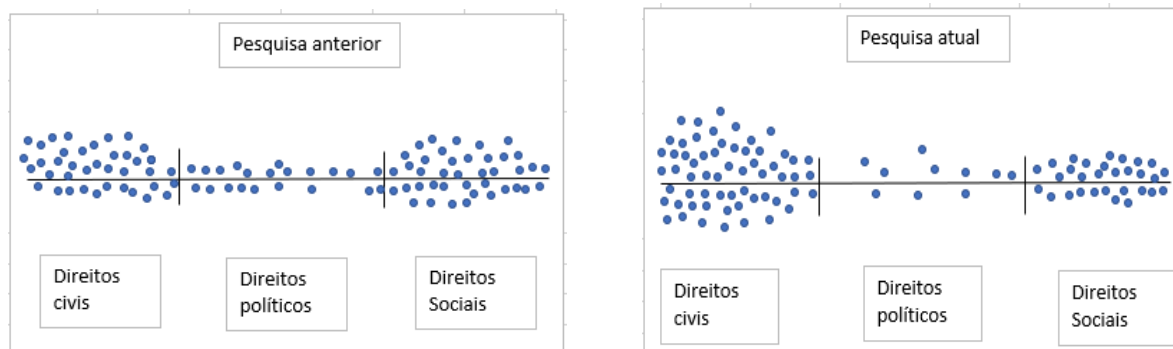 Pesquisa anterior
Direitos
civis
Direitos
políticos
Direitos
Sociais
Pesquisa atual
Direitos
civis
Direitos
políticos
Direitos
Sociais